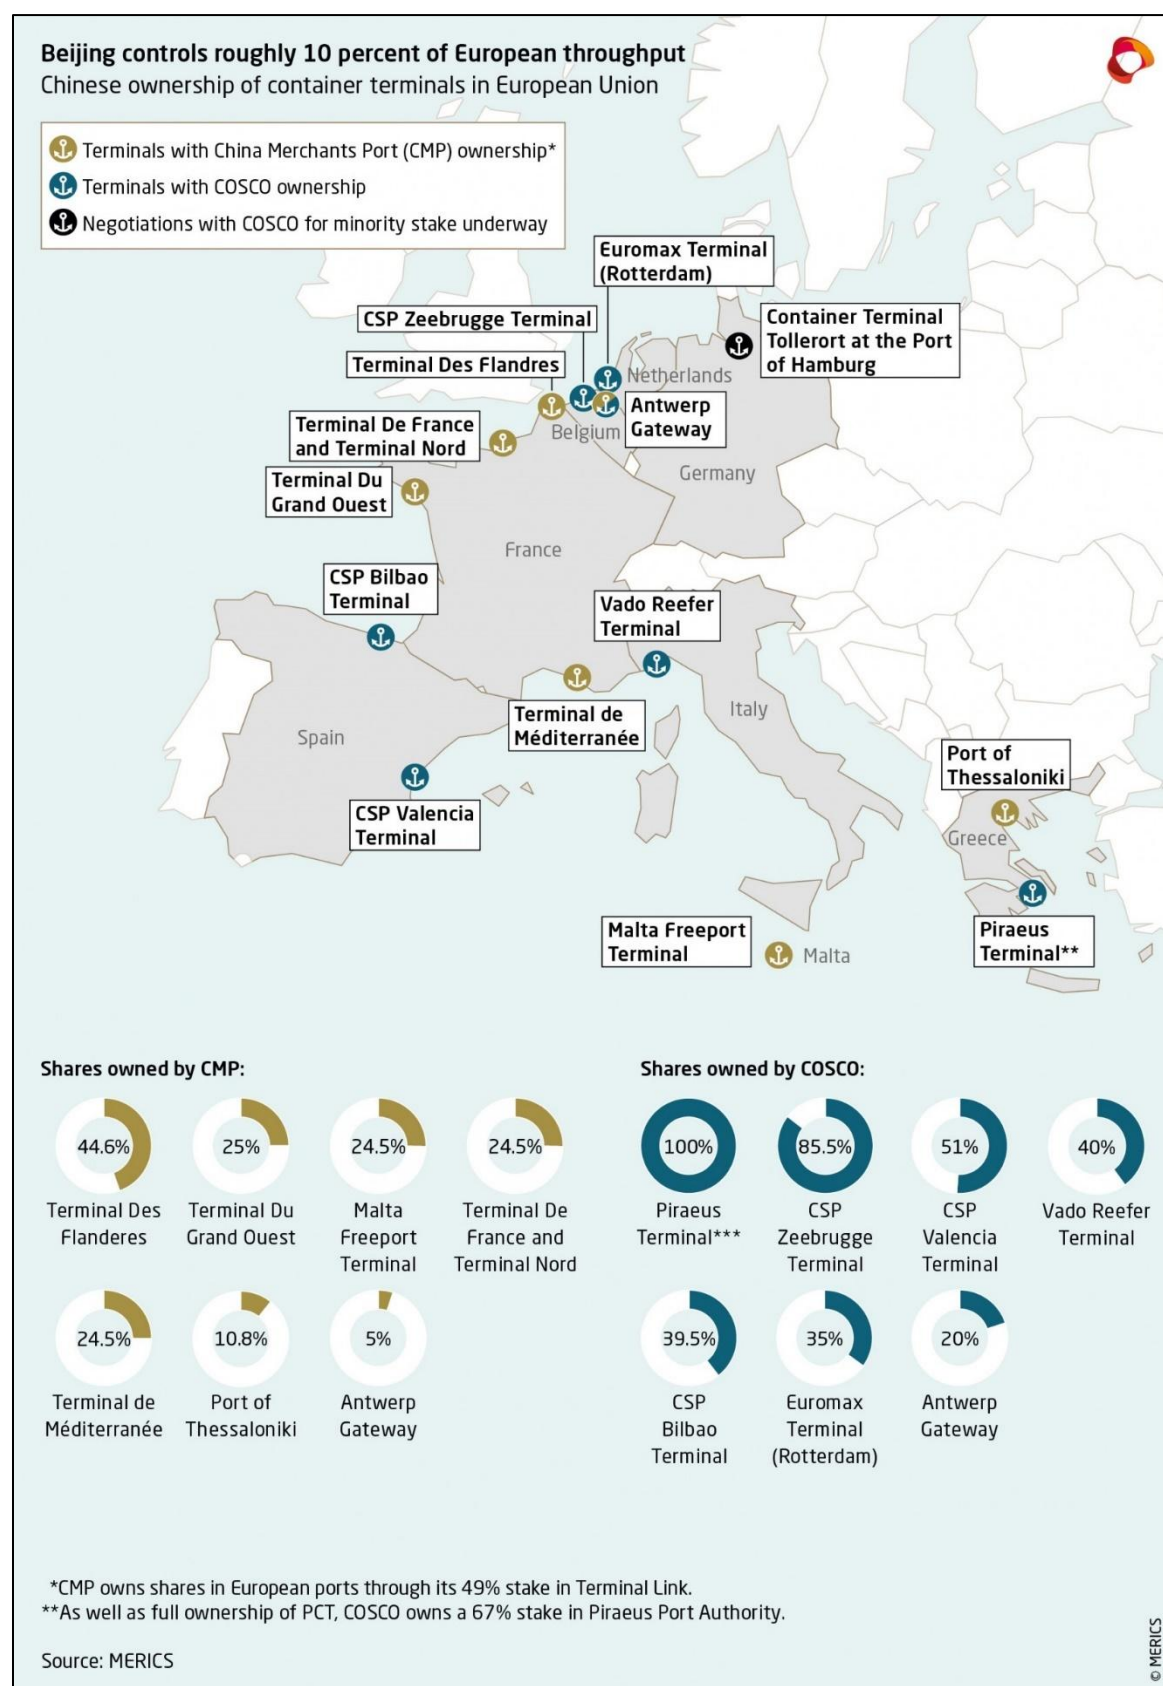 Beijing controls roughly 10 percent of European throughput
Chinese ownership of container terminals in European Union
Terminals with China Merchants Port (CMP) ownership*
Terminals with COSCO ownership
Negotiations with COSCO for minority stake underway
Euromax Terminal
(Rotterdam)
CSP Zeebrugge Terminal
Container Terminal
Tollerort at the Port
of Hamburg
Terminal Des Flandres
Netherlands
Antwerp
Gateway
Terminal De France
and Terminal Nord
Belgium
Terminal Du
Grand Ouest
Germany
France
CSP Bilbao
Terminal
Vado Reefer
Terminal
Italy
Terminal de
Méditerranée
Spain
Port of
Thessaloniki
CSP Valencia
Terminal
Greece
Malta Freeport
Terminal
Malta
Piraeus
Terminal**
Shares owned by CMP:
44.6%
Terminal Des
Flanderes
25%
Terminal Du
Grand Ouest
24.5%
Malta
Freeport
Terminal
24.5%
Terminal De
France and
Terminal Nord
24.5%
Terminal de
Méditerranée
10.8%
Port of
Thessaloniki
5%
Antwerp
Gateway
Shares owned by COSCO:
100%
Piraeus
Terminal***
85.5%
CSP
Zeebrugge
Terminal
51%
CSP
Valencia
Terminal
40%
Vado Reefer
Terminal
39.5%
CSP
Bilbao
Terminal
35%
Euromax
Terminal
(Rotterdam)
20%
Antwerp
Gateway
*CMP owns shares in European ports through its 49% stake in Terminal Link.
**As well as full ownership of PCT, COSCO owns a 67% stake in Piraeus Port Authority.
Source: MERICS
© MERICS